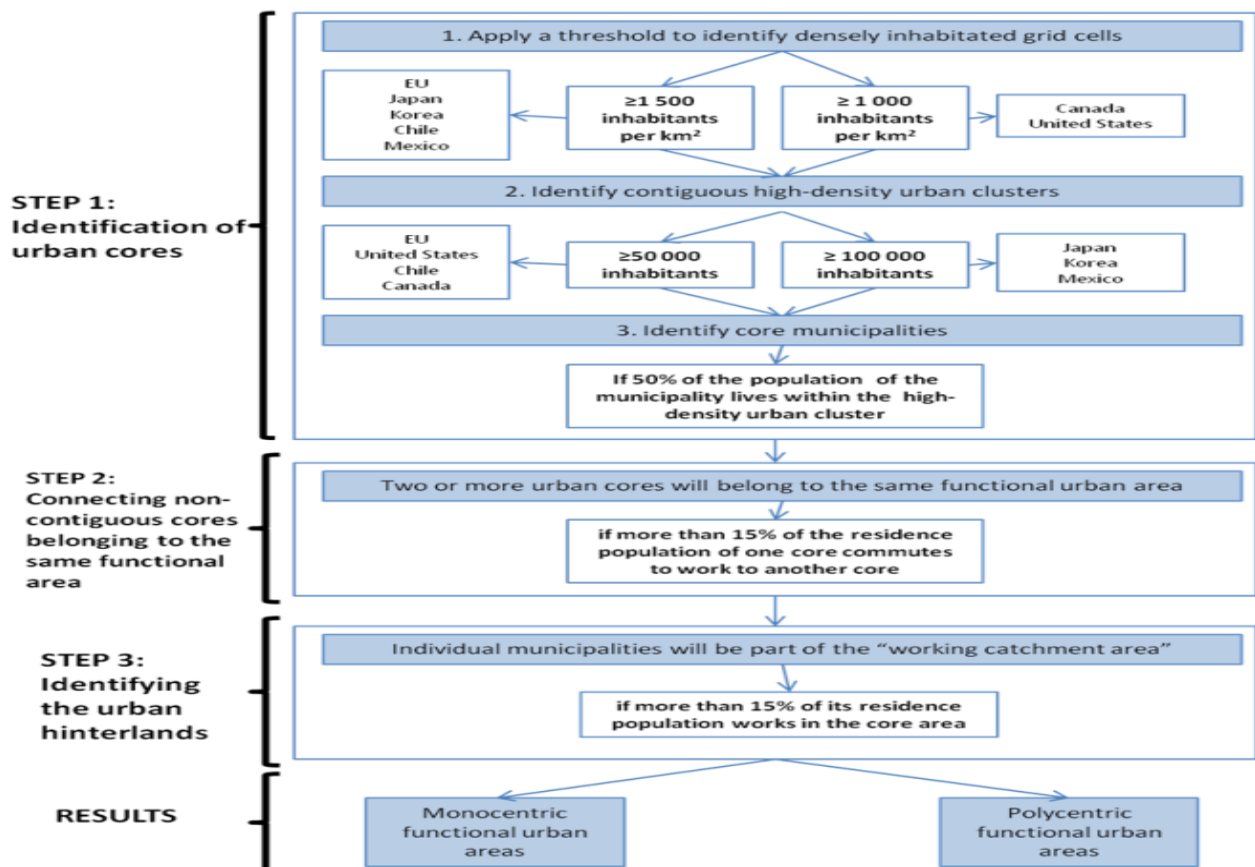 STEP 1:
Identification of
urban cores
1. Apply a threshold to identify densely inhabitated grid cells
EU
Japan
Korea
Chile
Mexico
≥1 500
inhabitants
per km²
≥ 1 000
inhabitants
per km²
Canada
United States
2. Identify contiguous high-density urban clusters
EU
United States
Chile
Canada
≥50 000
inhabitants
≥ 100 000
inhabitants
Japan
Korea
Mexico
3. Identify core municipalities
If 50% of the population of the
municipality lives within the high-
density urban cluster
STEP 2:
Connecting non-
contiguous cores
belonging to the
same functional
area
Two or more urban cores will belong to the same functional urban area
if more than 15% of the residence
population of one core commutes
to work to another core
STEP 3:
Identifying
the urban
hinterlands
Individual municipalities will be part of the “working catchment area”
if more than 15% of its residence
population works in the core area
RESULTS
Monocentric
functional urban
areas
Polycentric
functional urban
areas